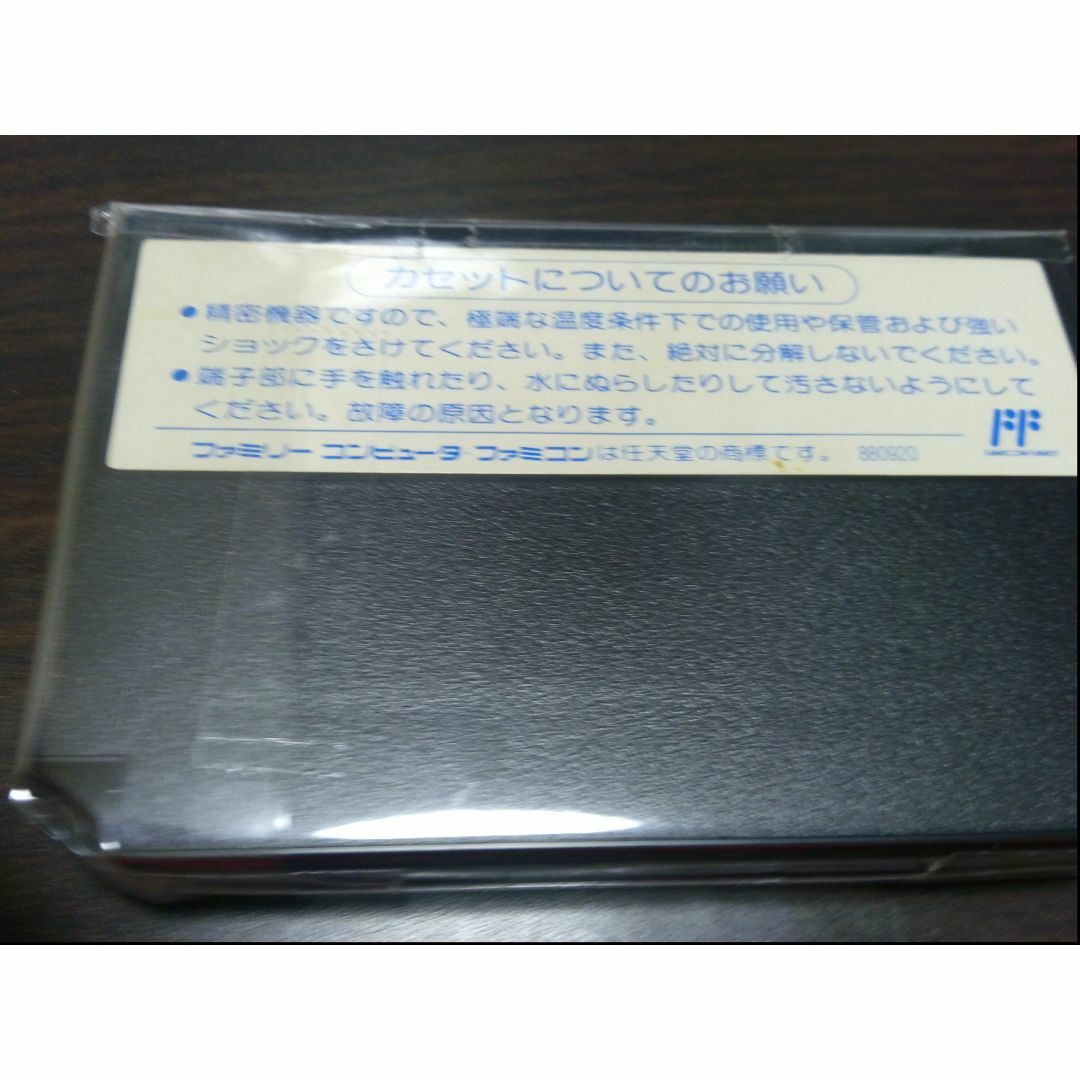 カセットについてのお願い
●精密機器ですので、極端な温度条件下での使用や保管および強い
ショックをさけてください。また、絶対に分解しないでください。
●端子部に手を触れたり、水にぬらしたりして汚さないようにして
ください。故障の原因となります。
ファミリーコンピュータ・ファミコンは任天堂の商標です。 880920